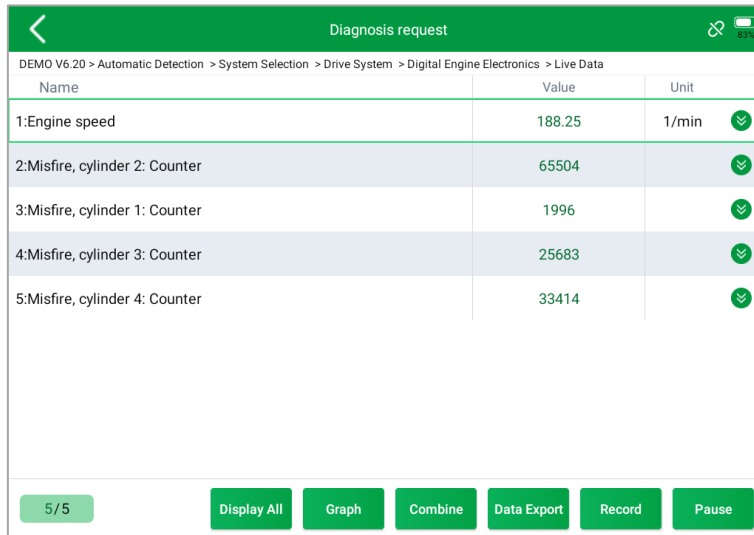 Diagnosis request
83%
DEMO V6.20 > Automatic Detection > System Selection > Drive System > Digital Engine Electronics > Live Data
Name Value Unit
1:Engine speed 188.25 1/min
2:Misfire, cylinder 2: Counter 65504
3:Misfire, cylinder 1: Counter 1996
4:Misfire, cylinder 3: Counter 25683
5:Misfire, cylinder 4: Counter 33414
5/5 Display All Graph Combine Data Export Record Pause